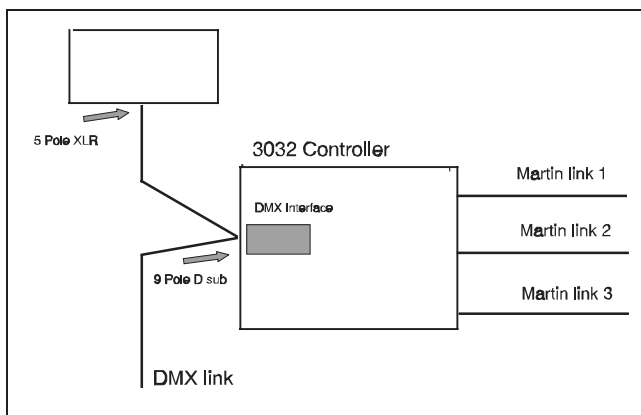 5 Pole XLR
3032 Controller
DMX Interface
9 Pole D sub
DMX link
Martin link 1
Martin link 2
Martin link 3